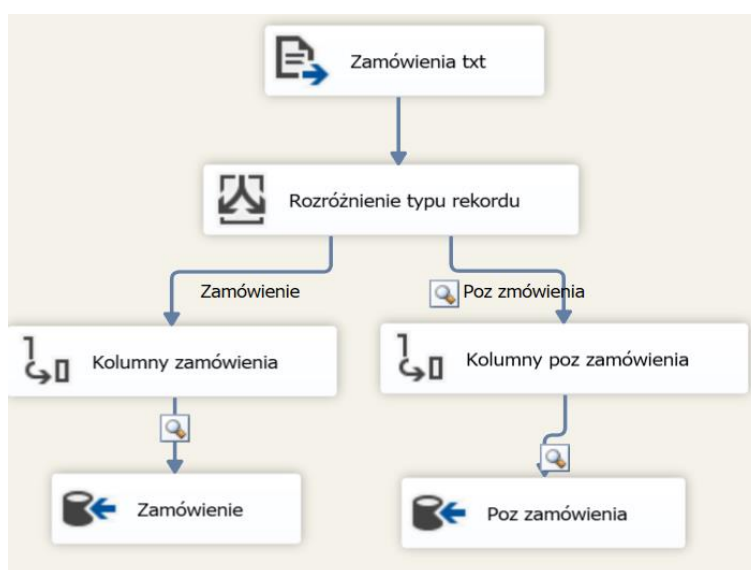 Zamówienia txt
Rozróżnienie typu rekordu
Zamówienie
Poz zmówienia
Kolumny zamówienia
Kolumny poz zamówienia
Zamówienie
Poz zamówienia